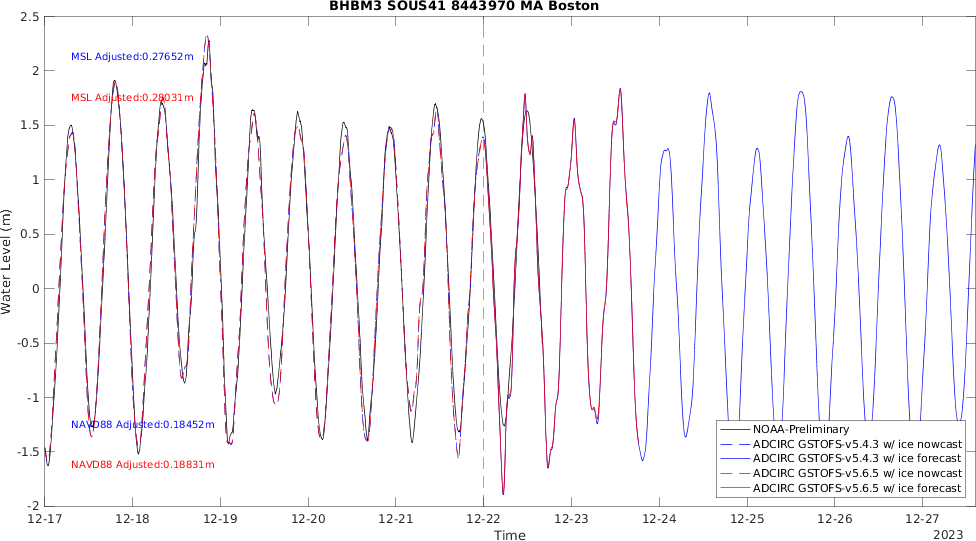 BHBM3 SOUS41 8443970 MA Boston
2.5
2
1.5
1
0.5
0
-0.5
-1
-1.5
-2
Water Level (m)
MSL Adjusted:0.27652m
MSL Adjusted:0.28031m
NAVD88 Adjusted:0.18452m
NAVD88 Adjusted:0.18831m
NOAA-Preliminary
ADCIRC GSTOFS-v5.4.3 w/ ice nowcast
ADCIRC GSTOFS-v5.4.3 w/ ice forecast
ADCIRC GSTOFS-v5.6.5 w/ ice nowcast
ADCIRC GSTOFS-v5.6.5 w/ ice forecast
12-17 12-18 12-19 12-20 12-21 12-22 12-23 12-24 12-25 12-26 12-27
Time
2023